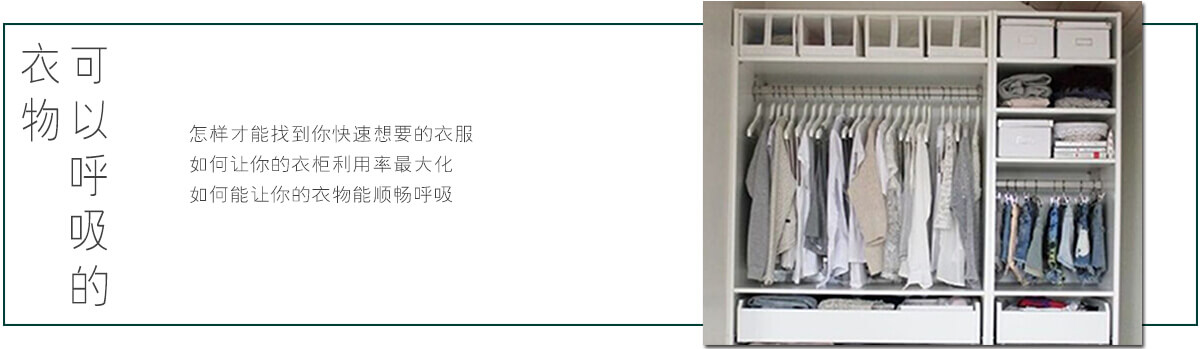 可以呼吸的
衣物
怎样才能找到你快速想要的衣服
如何让你的衣柜利用率最大化
如何能让你的衣物能顺畅呼吸